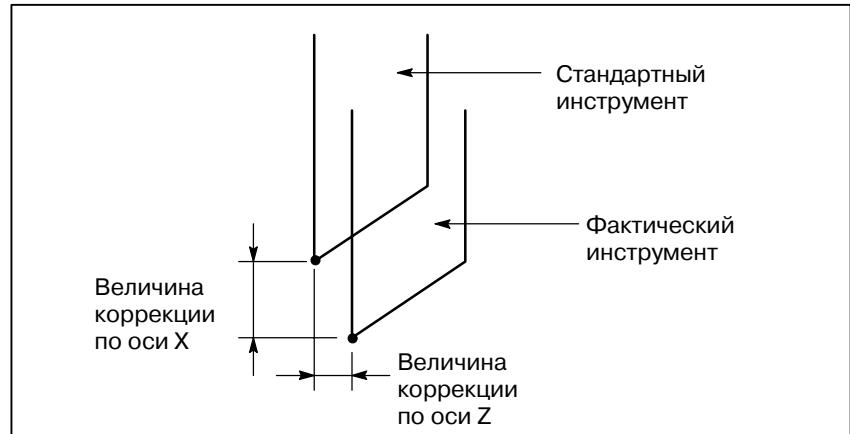 Стандартный
инструмент
Фактический
инструмент
Величина
коррекции
по оси X
Величина
коррекции
по оси Z